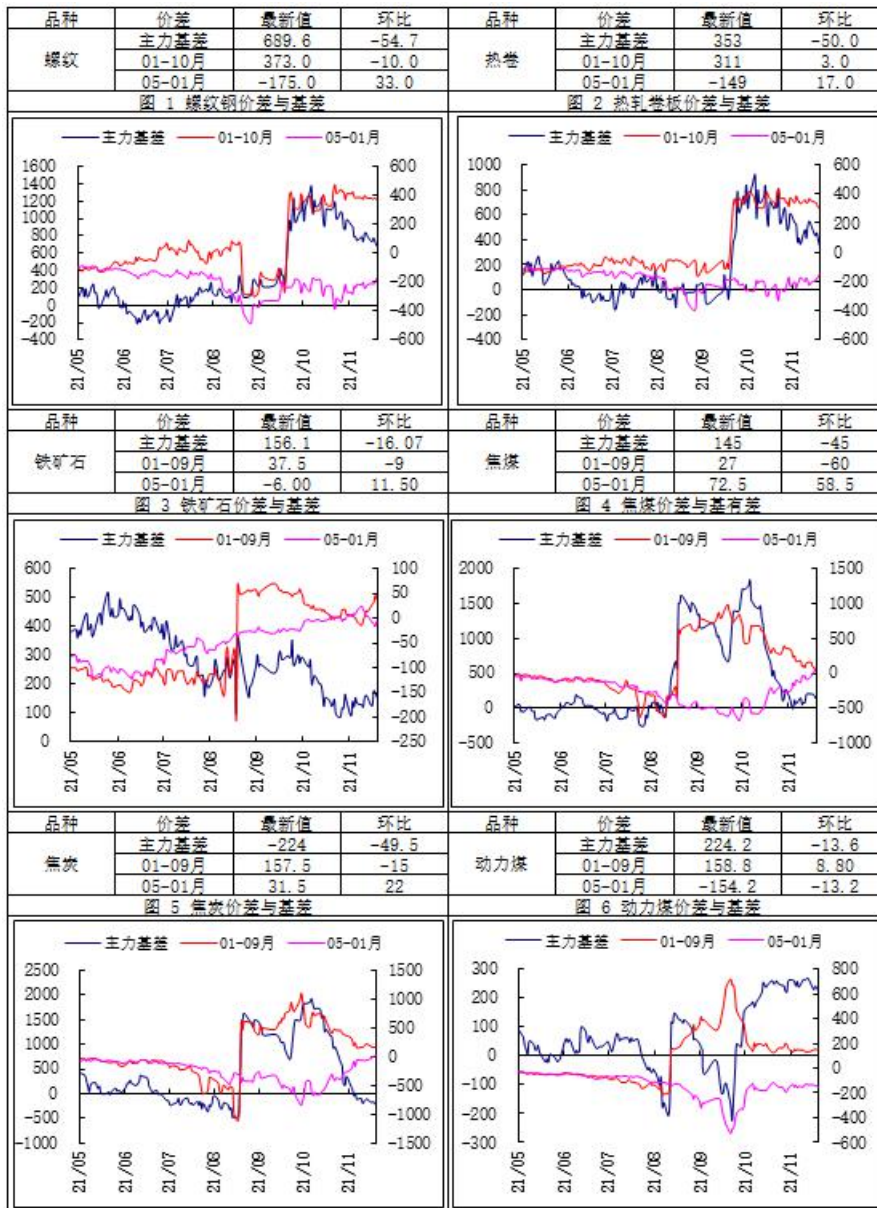 品种 价差 最新值 环比 品种 价差 最新值 环比
螺纹 主力基差 689.6 -54.7 热卷 主力基差 353 -50.0
01-10月 373.0 -10.0 01-10月 311 3.0
05-01月 -175.0 33.0 05-01月 -149 17.0
图 1 螺纹钢价差与基差 图 2 热轧卷板价差与基差
主力基差 01-10月 05-01月
1600 1400 1200 1000 800 600 400 200 0 -200 -400
600 400 200 0 -200 -400 -600
21/05 21/06 21/07 21/08 21/09 21/10 21/11
主力基差 01-10月 05-01月
1000 800 600 400 200 0 -200 -400
600 400 200 0 -200 -400 -600
21/05 21/06 21/07 21/08 21/09 21/10 21/11
品种 价差 最新值 环比 品种 价差 最新值 环比
铁矿石 主力基差 156.1 -16.07 焦煤 主力基差 145 -45
01-09月 37.5 -9 01-09月 27 -60
05-01月 -6.00 11.50 05-01月 72.5 58.5
图 3 铁矿石价差与基差 图 4 焦煤价差与基有差
主力基差 01-09月 05-01月
600 500 400 300 200 100 0
100 50 0 -50 -100 -150 -200 -250
21/05 21/06 21/07 21/08 21/09 21/10 21/11
主力基差 01-09月 05-01月
2000 1500 1000 500 0 -500
1500 1000 500 0 -500 -1000
21/05 21/06 21/07 21/08 21/09 21/10 21/11
品种 价差 最新值 环比 品种 价差 最新值 环比
焦炭 主力基差 -224 -49.5 动力煤 主力基差 224.2 -13.6
01-09月 157.5 -15 01-09月 158.8 8.80
05-01月 31.5 22 05-01月 -154.2 -13.2
图 5 焦炭价差与基差 图 6 动力煤价差与基差
主力基差 01-09月 05-01月
2500 2000 1500 1000 500 0 -500 -1000
1500 1000 500 0 -500 -1000 -1500
21/05 21/06 21/07 21/08 21/09 21/10 21/11
主力基差 01-09月 05-01月
300 200 100 0 -100 -200 -300
800 600 400 200 0 -200 -400 -600
21/05 21/06 21/07 21/08 21/09 21/10 21/11